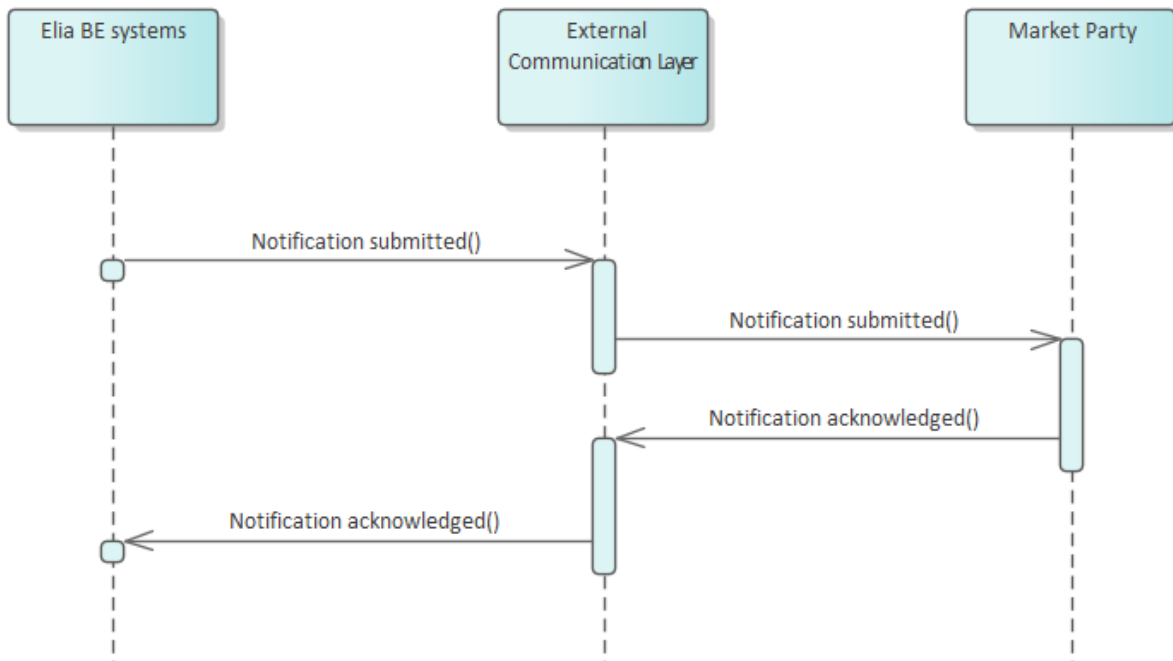 Elia BE systems
External
Communication Layer
Market Party
Notification submitted()
Notification submitted()
Notification acknowledged()
Notification acknowledged()